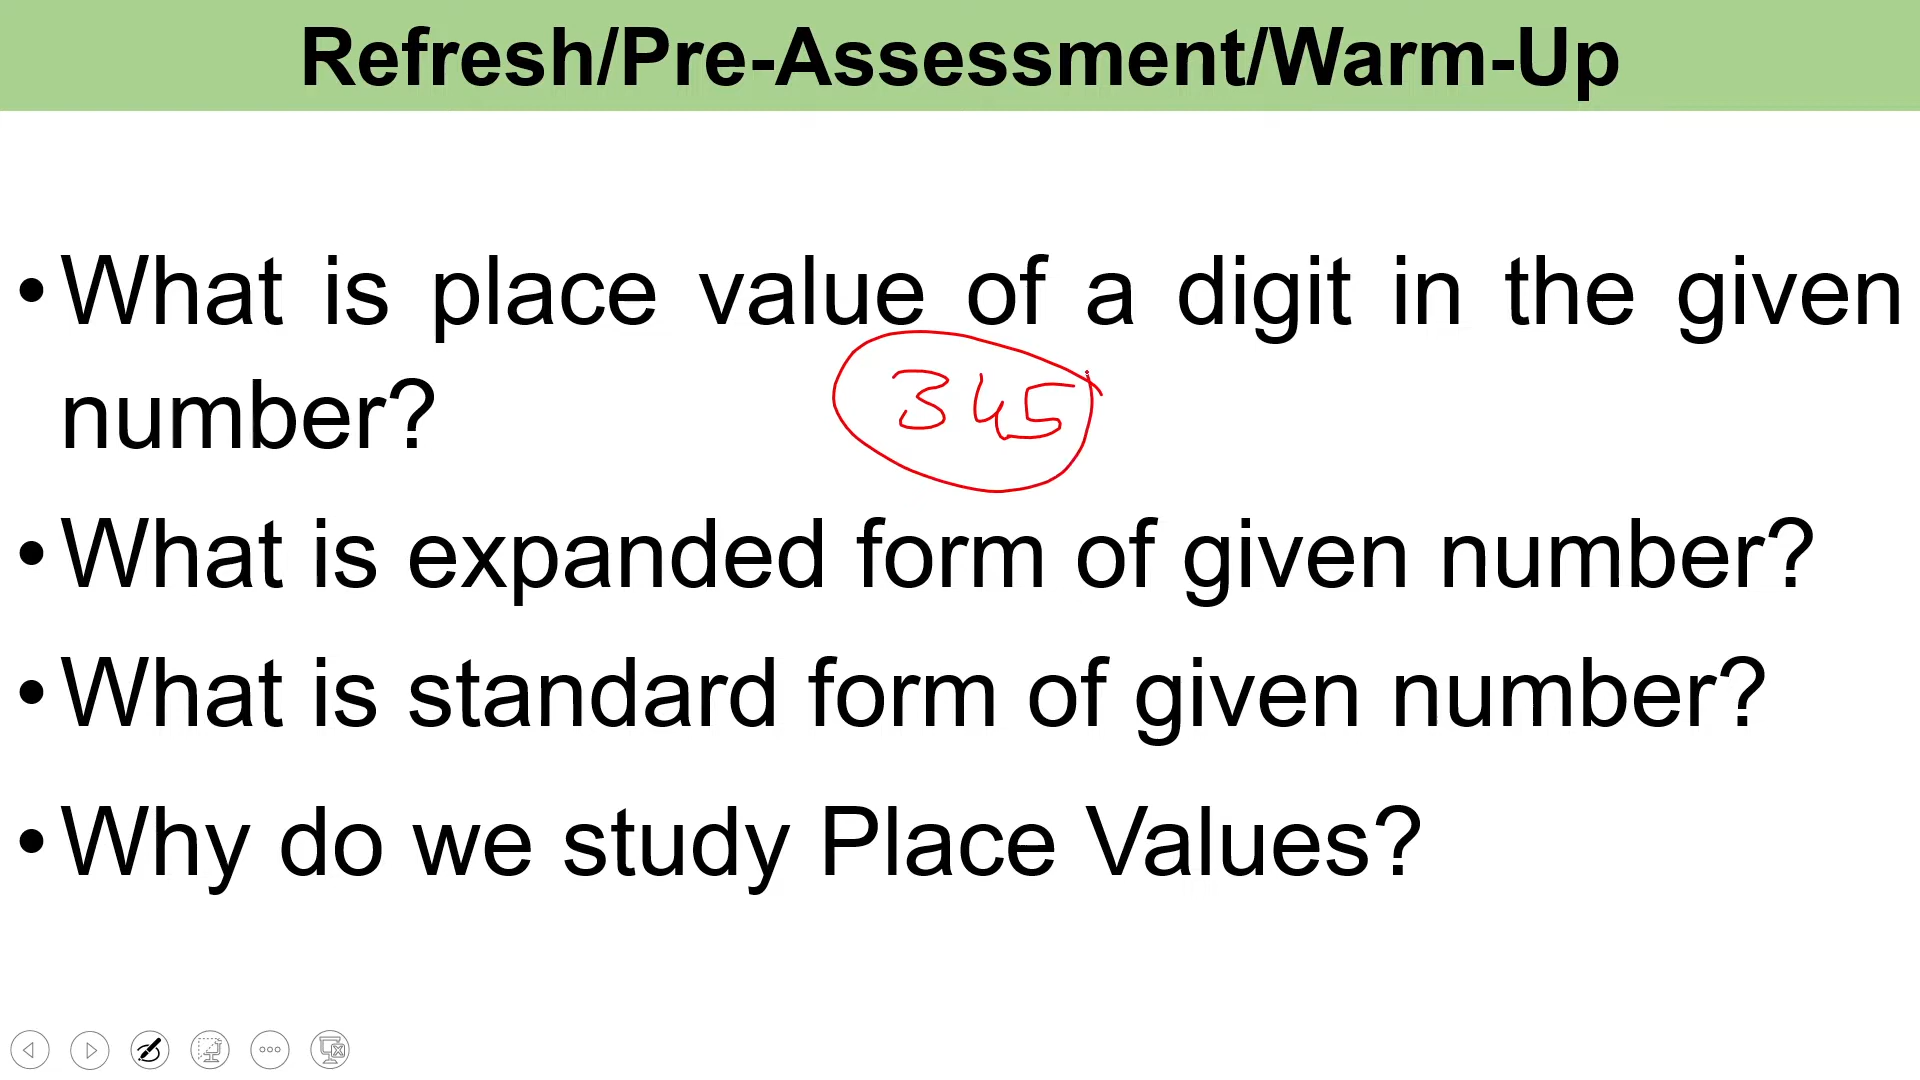 Refresh/Pre-Assessment/Warm-Up
• What is place value of a digit in the given
number?
345
• What is expanded form of given number?
• What is standard form of given number?
• Why do we study Place Values?